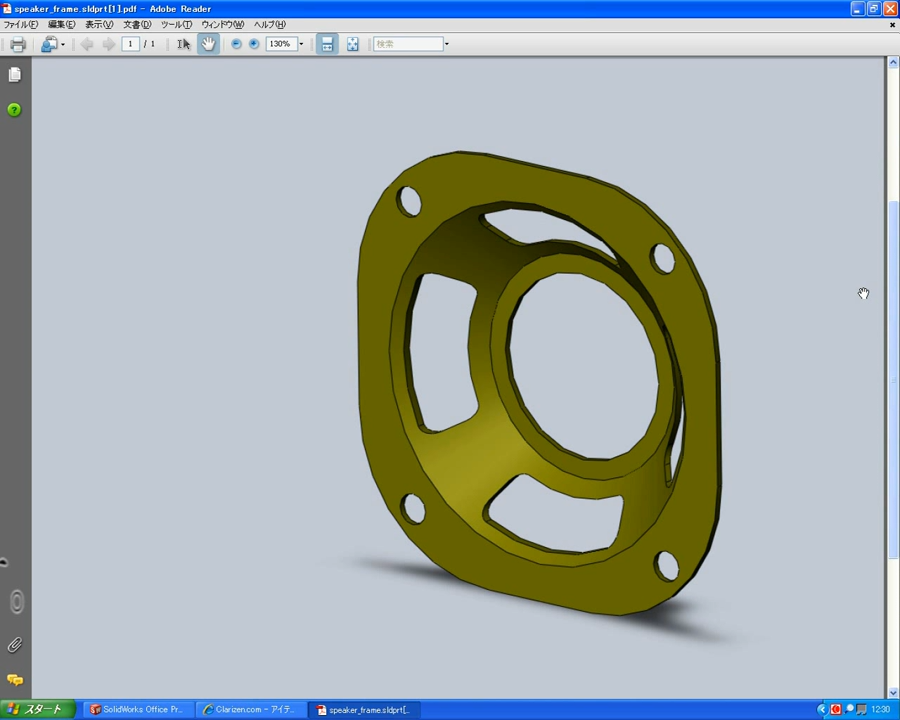 speaker_frame.sldprt[1].pdf - Adobe Reader
ファイル(F) 編集(E) 表示(V) 文書(D) ツール(T) ウィンドウ(W) ヘルプ(H)
1 / 1 130% 検索
スタート SolidWorks Office Pr... Clarizen.com - アイテ... speaker_frame.sldprt[... 12:30